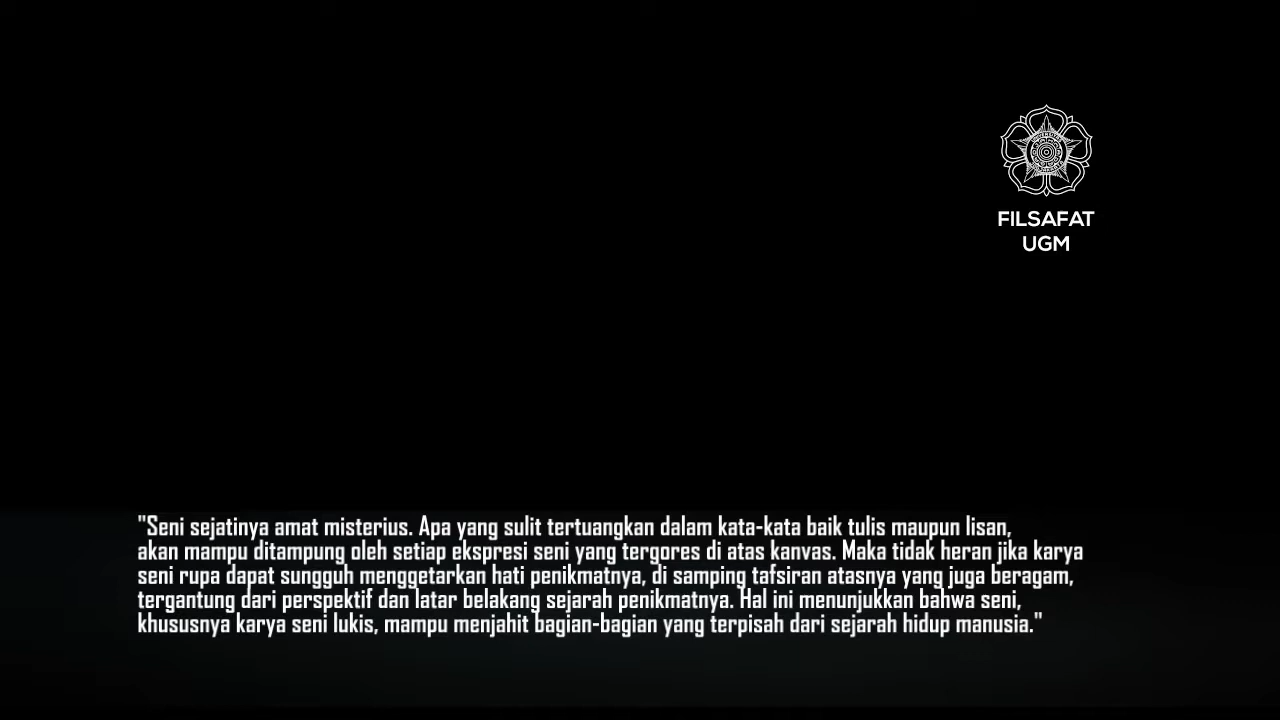 FILSAFAT
UGM
"Seni sejatinya amat misterius. Apa yang sulit tertuangkan dalam kata-kata baik tulis maupun lisan,
akan mampu ditampung oleh setiap ekspresi seni yang tergores di atas kanvas. Maka tidak heran jika karya
seni rupa dapat sungguh menggetarkan hati penikmatnya, di samping tafsiran atasnya yang juga beragam,
tergantung dari perspektif dan latar belakang sejarah penikmatnya. Hal ini menunjukkan bahwa seni,
khususnya karya seni lukis, mampu menjahit bagian-bagian yang terpisah dari sejarah hidup manusia."